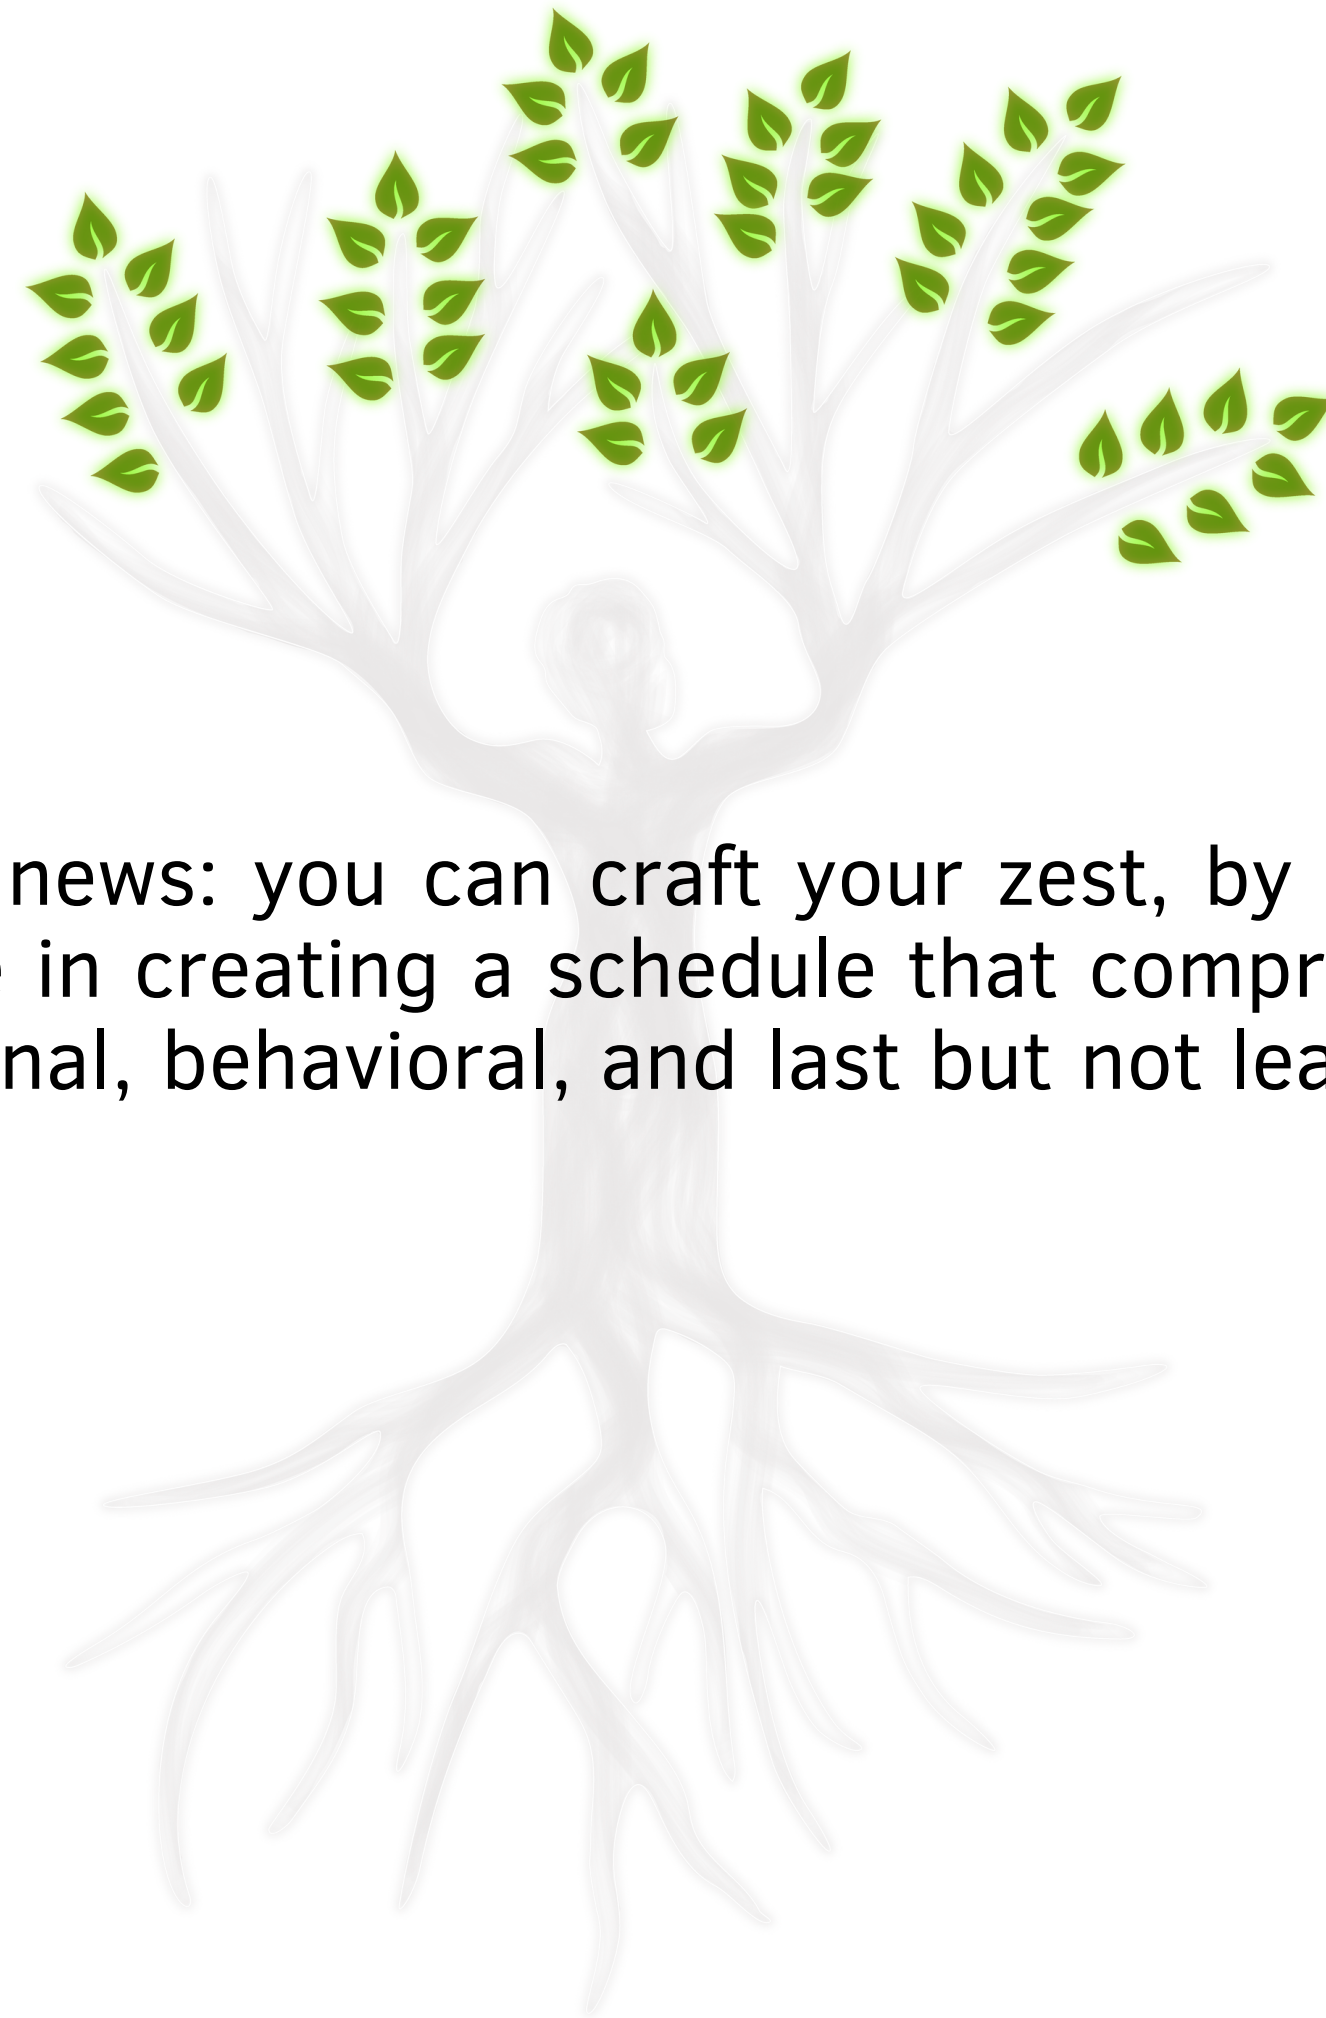 news: you can craft your zest, by
in creating a schedule that compr
nal, behavioral, and last but not lea